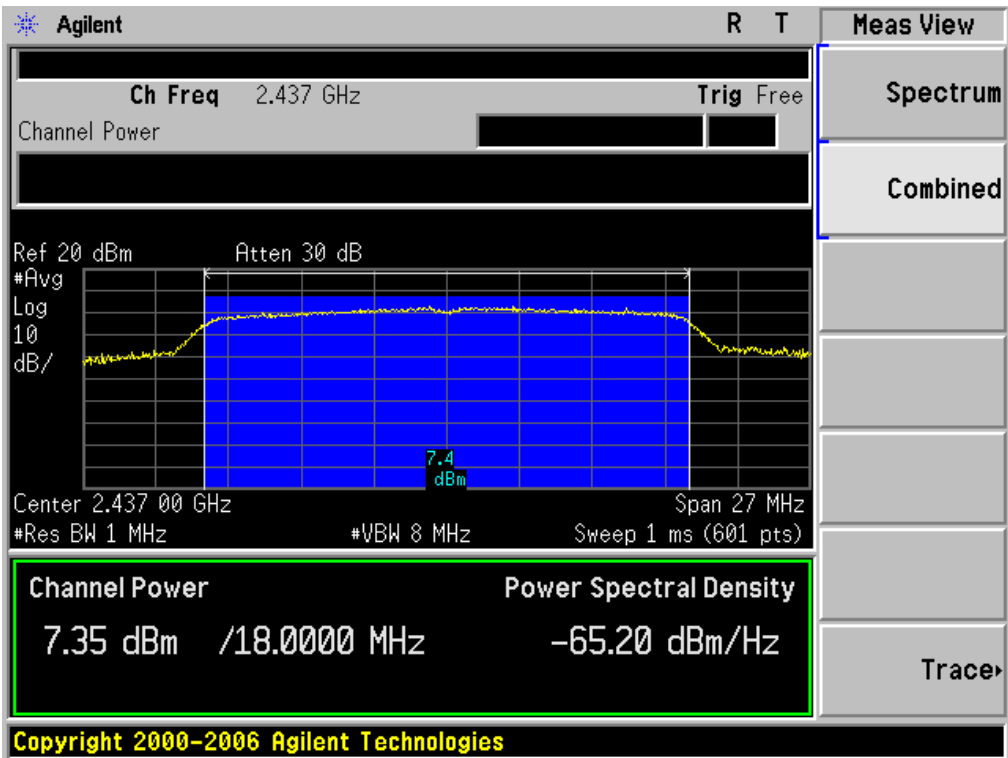 Agilent R T Meas View
Ch Freq 2.437 GHz Trig Free
Channel Power
Spectrum
Combined
Ref 20 dBm Atten 30 dB
#Avg
Log
10
dB/
7.4
dBm
Center 2.437 00 GHz Span 27 MHz
#Res BW 1 MHz #VBW 8 MHz Sweep 1 ms (601 pts)
Channel Power Power Spectral Density
7.35 dBm /18.0000 MHz -65.20 dBm/Hz
Trace
Copyright 2000-2006 Agilent Technologies